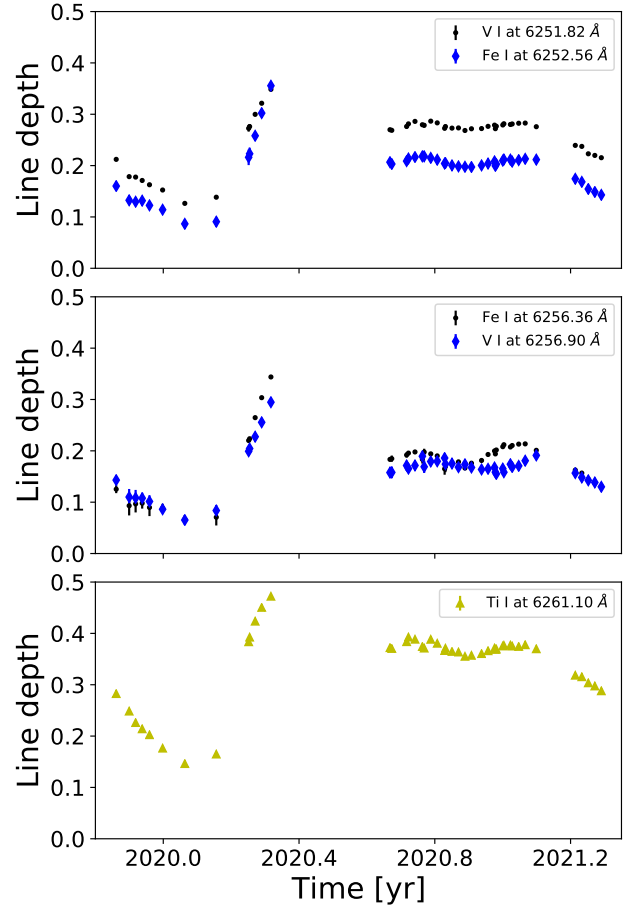 0.5
V I at 6251.82 Å
Fe I at 6252.56 Å
0.4
0.3
0.2
0.1
0.0
Line depth
0.5
Fe I at 6256.36 Å
V I at 6256.90 Å
0.4
0.3
0.2
0.1
0.0
Line depth
0.5
Ti I at 6261.10 Å
0.4
0.3
0.2
0.1
0.0
Line depth
2020.0 2020.4 2020.8 2021.2
Time [yr]